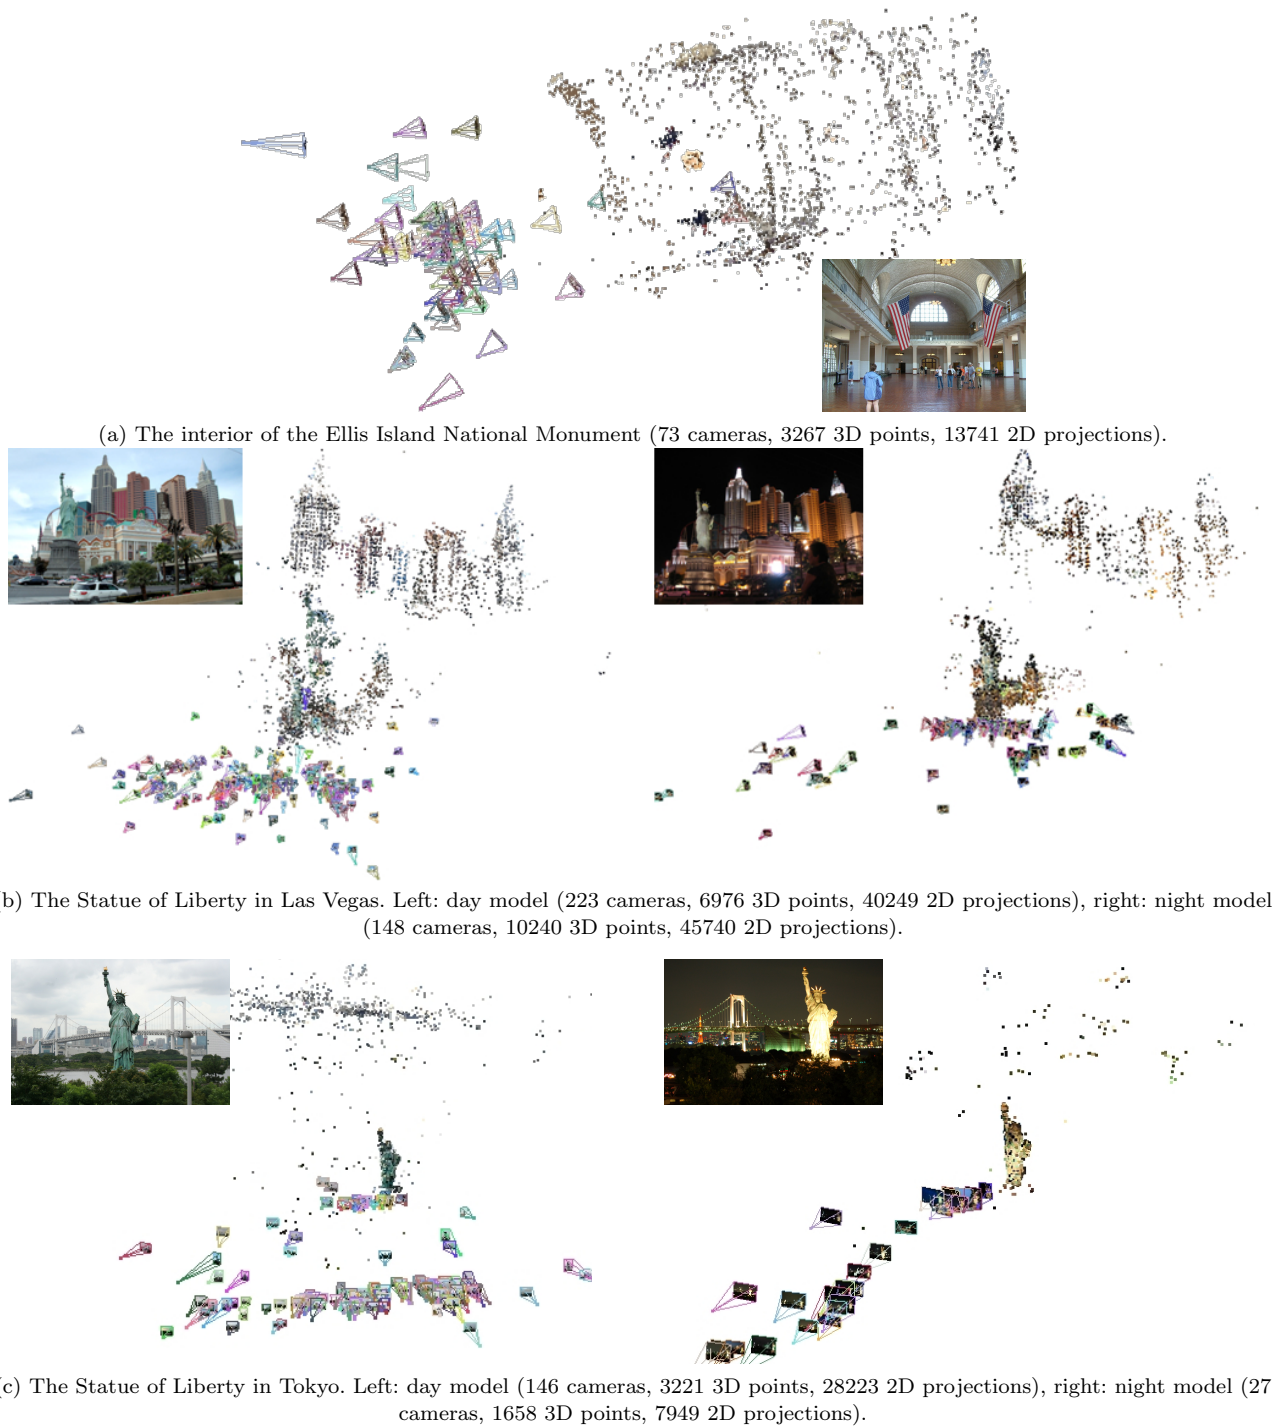 (a) The interior of the Ellis Island National Monument (73 cameras, 3267 3D points, 13741 2D projections).
b) The Statue of Liberty in Las Vegas. Left: day model (223 cameras, 6976 3D points, 40249 2D projections), right: night model
(148 cameras, 10240 3D points, 45740 2D projections).
c) The Statue of Liberty in Tokyo. Left: day model (146 cameras, 3221 3D points, 28223 2D projections), right: night model (27
cameras, 1658 3D points, 7949 2D projections).